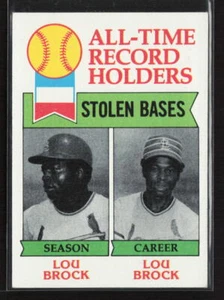 ALL-TIME
RECORD
HOLDERS
STOLEN BASES
SEASON
CAREER
LOU
BROCK
LOU
BROCK